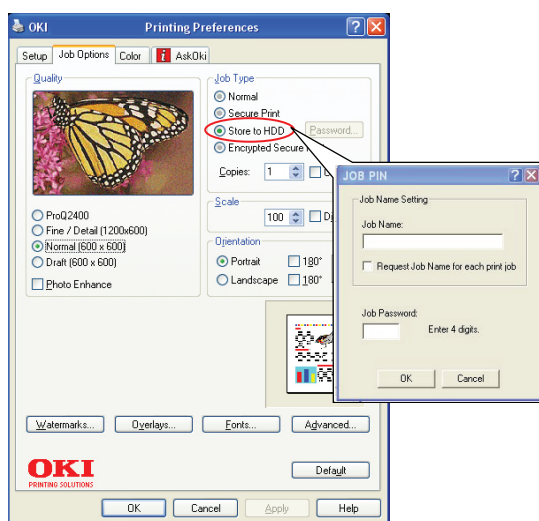 OKI Printing Preferences
Setup Job Options Color AskOki
Quality
ProQ2400
Fine / Detail (1200x600)
Normal (600 x 600)
Draft (600 x 600)
Photo Enhance
Job Type
Normal
Secure Print
Store to HDD Password...
Encrypted Secure
Copies: 1
Scale
100
Orientation
Portrait 180°
Landscape 180°
Watermarks... Overlays... Fonts... Advanced...
OKI
PRINTING SOLUTIONS
Default
OK Cancel Apply Help
JOB PIN
Job Name Setting
Job Name:
Request Job Name for each print job
Job Password:
Enter 4 digits.
OK Cancel